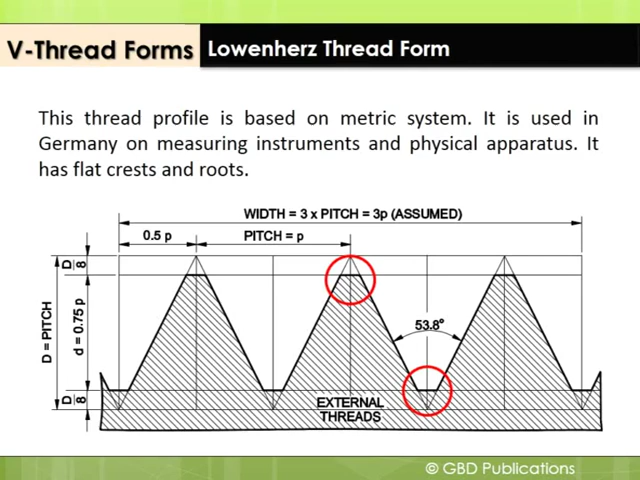 V-Thread Forms
Lowenherz Thread Form
This thread profile is based on metric system. It is used in
Germany on measuring instruments and physical apparatus. It
has flat crests and roots.
WIDTH = 3 x PITCH = 3p (ASSUMED)
0.5 p
PITCH = p
D/8
D = PITCH
d = 0.75 p
53.8°
D/8
EXTERNAL
THREADS
© GBD Publications